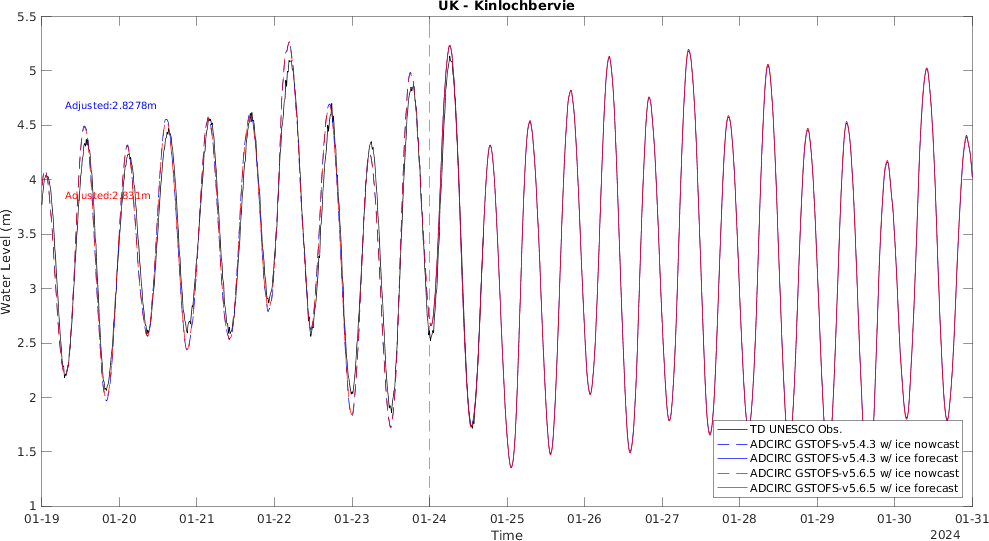 UK - Kinlochbervie
5.5
5
4.5
4
3.5
3
2.5
2
1.5
1
Water Level (m)
Adjusted:2.8278m
Adjusted:2.831m
TD UNESCO Obs.
ADCIRC GSTOFS-v5.4.3 w/ ice nowcast
ADCIRC GSTOFS-v5.4.3 w/ ice forecast
ADCIRC GSTOFS-v5.6.5 w/ ice nowcast
ADCIRC GSTOFS-v5.6.5 w/ ice forecast
01-19 01-20 01-21 01-22 01-23 01-24 01-25 01-26 01-27 01-28 01-29 01-30 01-31
Time
2024